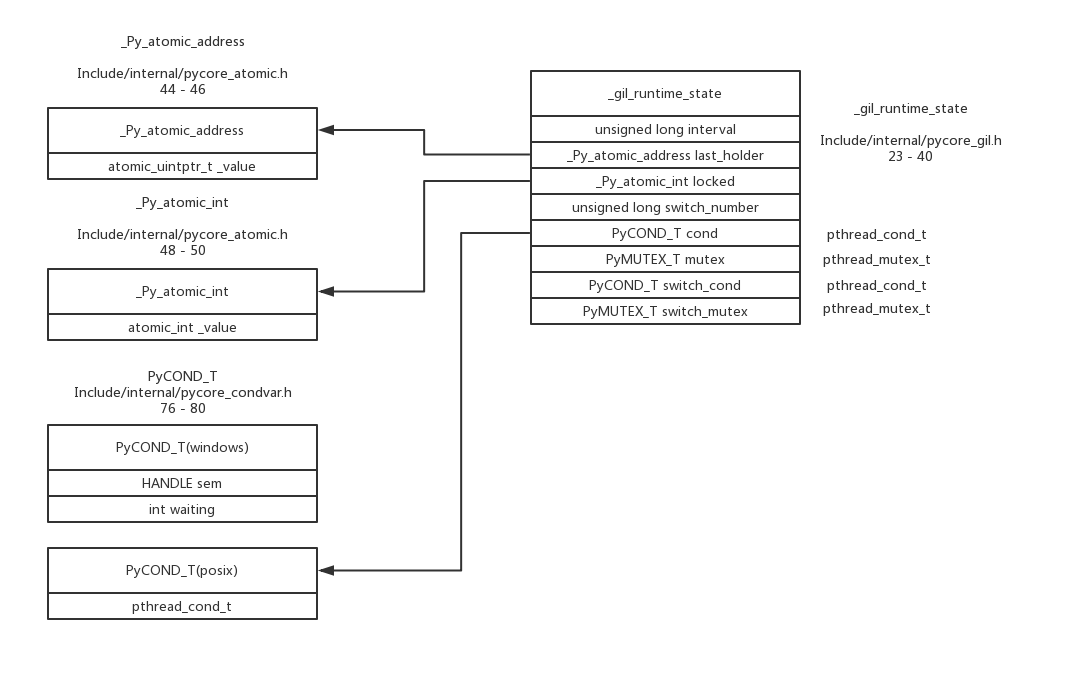 _Py_atomic_address
Include/internal/pycore_atomic.h
44 - 46
_Py_atomic_address
atomic_uintptr_t _value
_Py_atomic_int
Include/internal/pycore_atomic.h
48 - 50
_Py_atomic_int
atomic_int _value
PyCOND_T
Include/internal/pycore_condvar.h
76 - 80
PyCOND_T(windows)
HANDLE sem
int waiting
PyCOND_T(posix)
pthread_cond_t
_gil_runtime_state
unsigned long interval
_Py_atomic_address last_holder
_Py_atomic_int locked
unsigned long switch_number
PyCOND_T cond
PyMUTEX_T mutex
PyCOND_T switch_cond
PyMUTEX_T switch_mutex
_gil_runtime_state
Include/internal/pycore_gil.h
23 - 40
pthread_cond_t
pthread_mutex_t
pthread_cond_t
pthread_mutex_t